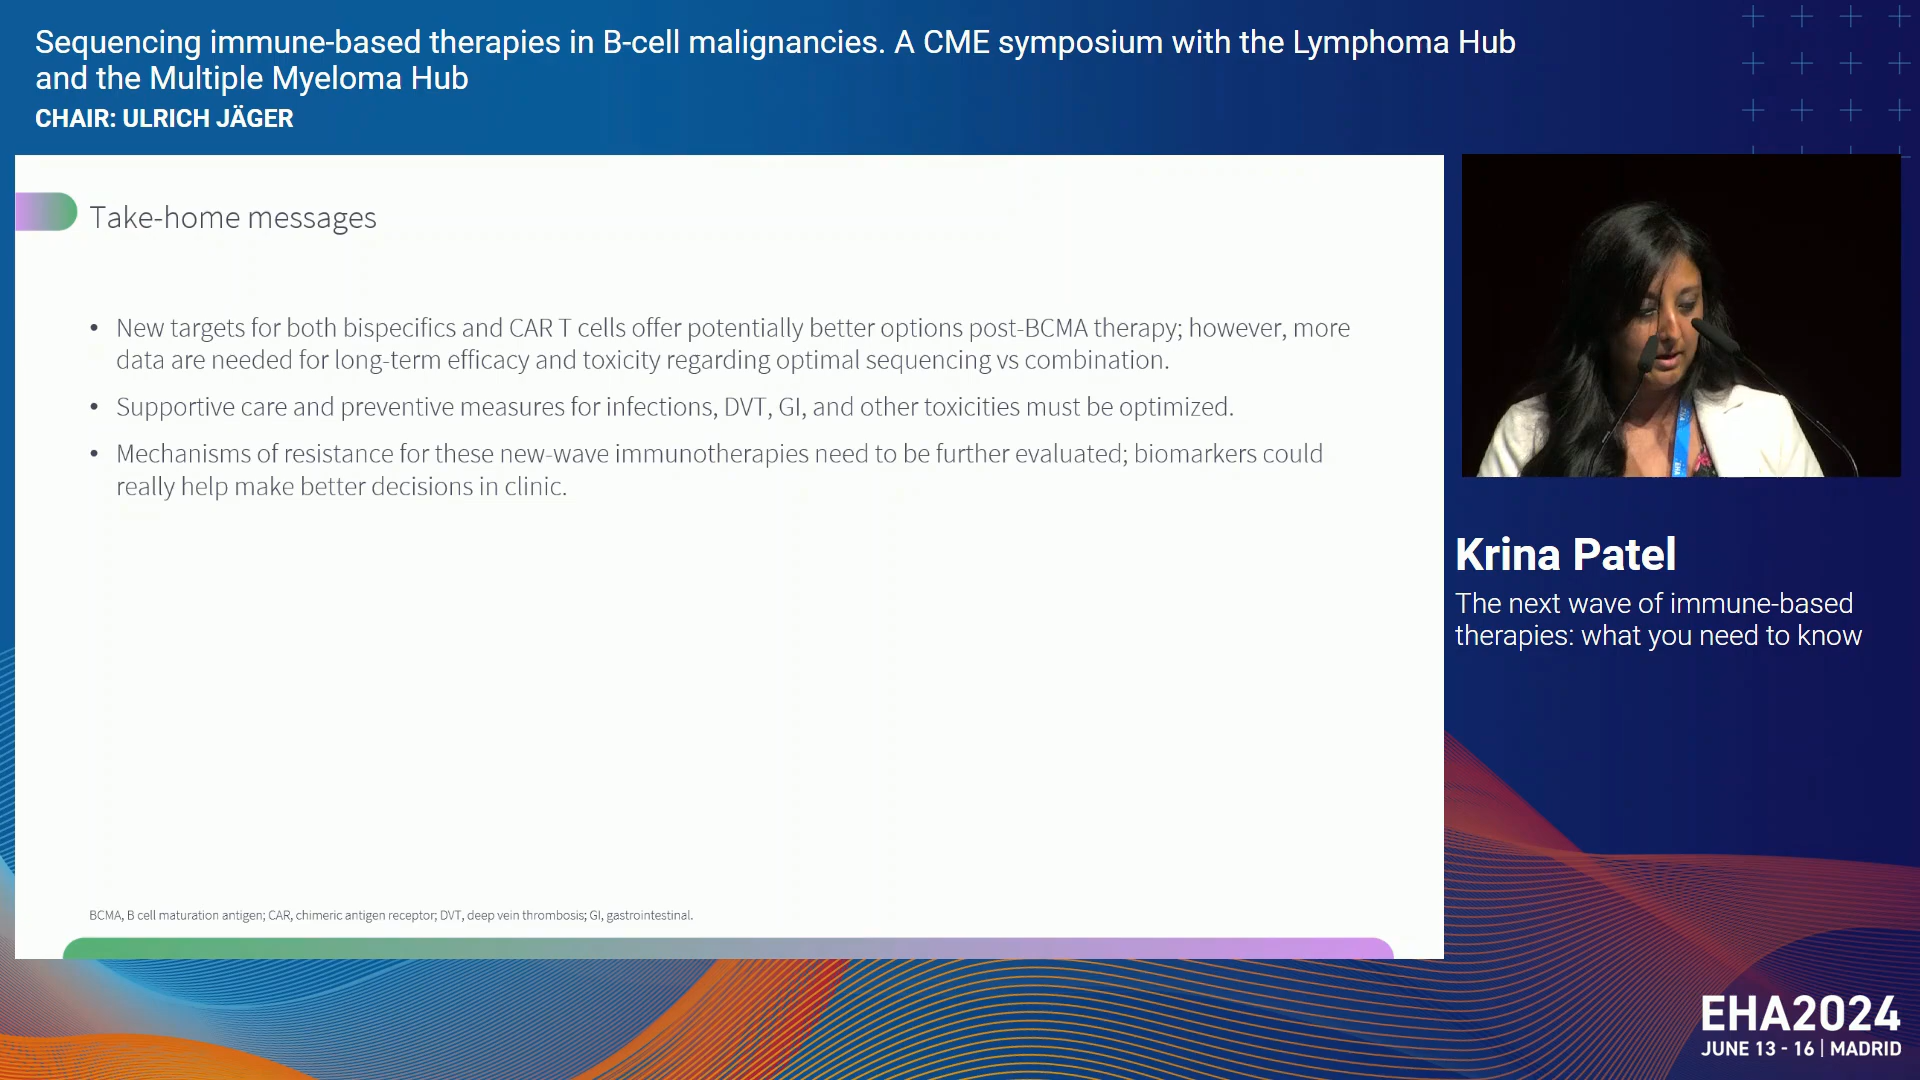 Sequencing immune-based therapies in B-cell malignancies. A CME symposium with the Lymphoma Hub
and the Multiple Myeloma Hub
CHAIR: ULRICH JÄGER
Take-home messages
• New targets for both bispecifics and CAR T cells offer potentially better options post-BCMA therapy; however, more
data are needed for long-term efficacy and toxicity regarding optimal sequencing vs combination.
• Supportive care and preventive measures for infections, DVT, GI, and other toxicities must be optimized.
• Mechanisms of resistance for these new-wave immunotherapies need to be further evaluated; biomarkers could
really help make better decisions in clinic.
BCMA, B cell maturation antigen; CAR, chimeric antigen receptor; DVT, deep vein thrombosis; GI, gastrointestinal.
Krina Patel
The next wave of immune-based
therapies: what you need to know
EHA2024
JUNE 13 - 16 | MADRID